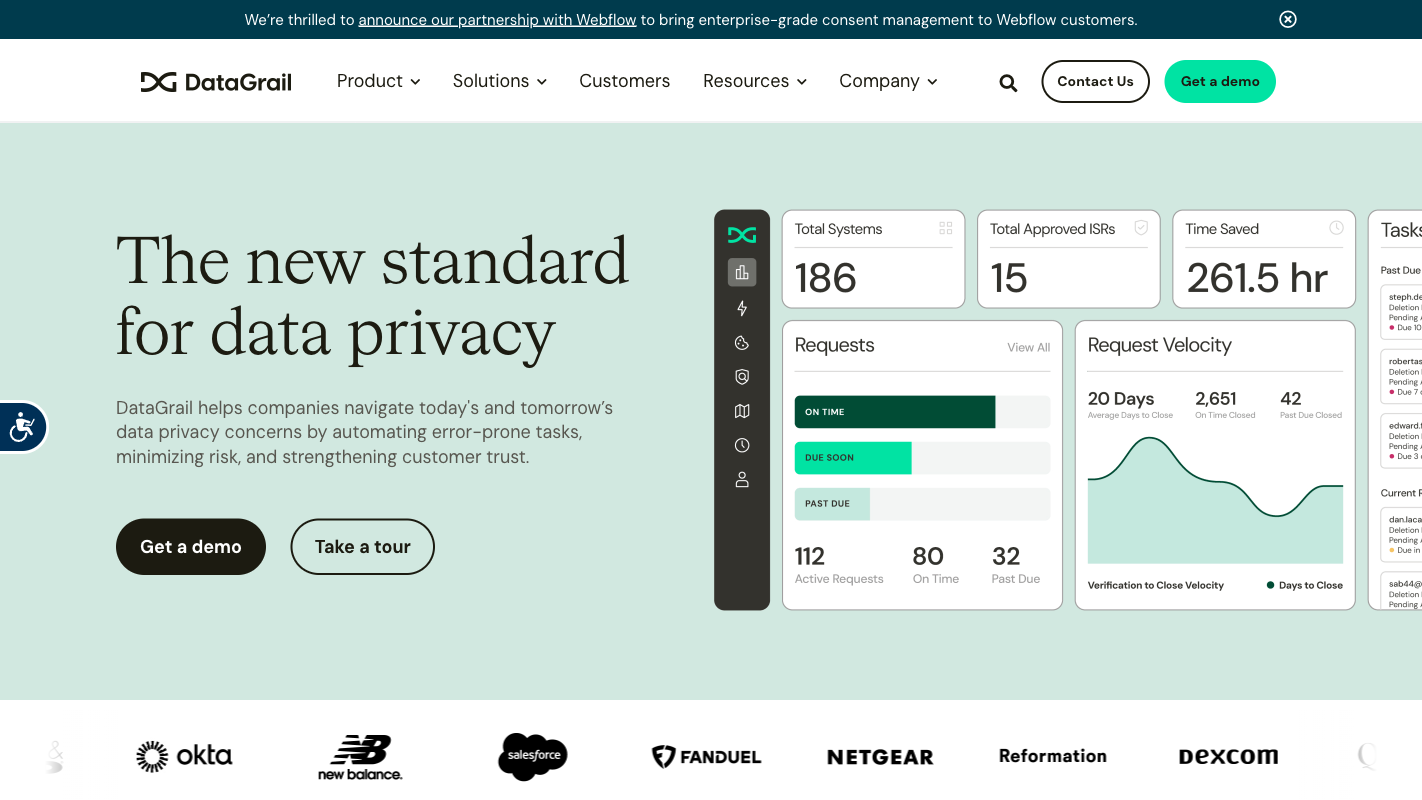 We're thrilled to announce our partnership with Webflow to bring enterprise-grade consent management to Webflow customers.
DataGrail
Product
Solutions
Customers
Resources
Company
Contact Us
Get a demo
The new standard
for data privacy
DataGrail helps companies navigate today's and tomorrow's
data privacy concerns by automating error-prone tasks,
minimizing risk, and strengthening customer trust.
Get a demo
Take a tour
Total Systems
186
Total Approved ISRs
15
Time Saved
261.5 hr
Requests
View All
ON TIME
DUE SOON
PAST DUE
112
Active Requests
80
On Time
32
Past Due
Request Velocity
20 Days
Average Days to Close
2,651
On Time Closed
42
Past Due Closed
Verification to Close Velocity
Days to Close
Tasks
Past Due
steph.de
Deletion
Pending
Due 10
robertas
Deletion
Pending
Due 7
edward.
Deletion
Pending
Due 3
Current
dan.laca
Deletion
Pending
Due in
sab44@
Deletion
Pending
&
okta
new balance.
salesforce
FANDUEL
NETGEAR
Reformation
Dexcom